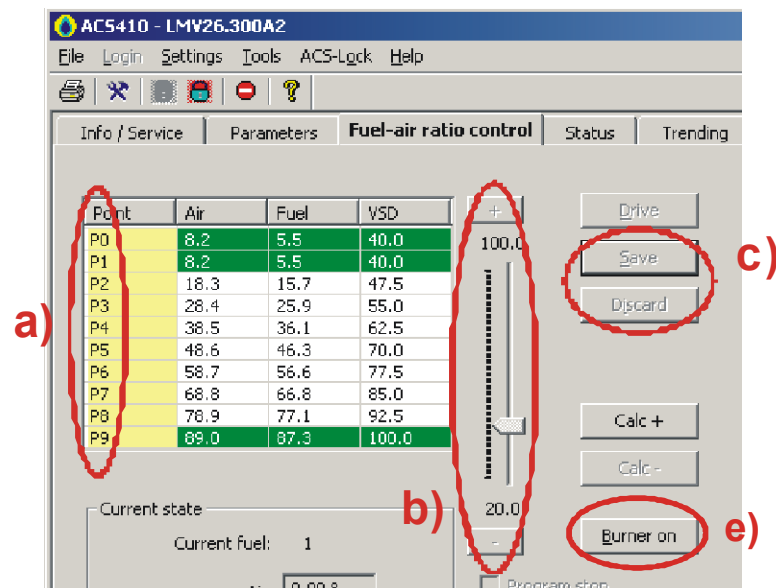 ACS410 - LMV26.300A2
File Login Settings Tools ACS-Lock Help
Info / Service Parameters Fuel-air ratio control Status Trending
Point Air Fuel VSD + Drive
P0 8.2 5.5 40.0 100.0
P1 8.2 5.5 40.0 Save c)
P2 18.3 15.7 47.5
P3 28.4 25.9 55.0 Discard
a) P4 38.5 36.1 62.5
P5 48.6 46.3 70.0
P6 58.7 56.6 77.5
P7 68.8 66.8 85.0
P8 78.9 77.1 92.5 Calc +
P9 89.0 87.3 100.0
Calc -
Current state b) 20.0
Current fuel: 1 - Burner on e)
Program stop